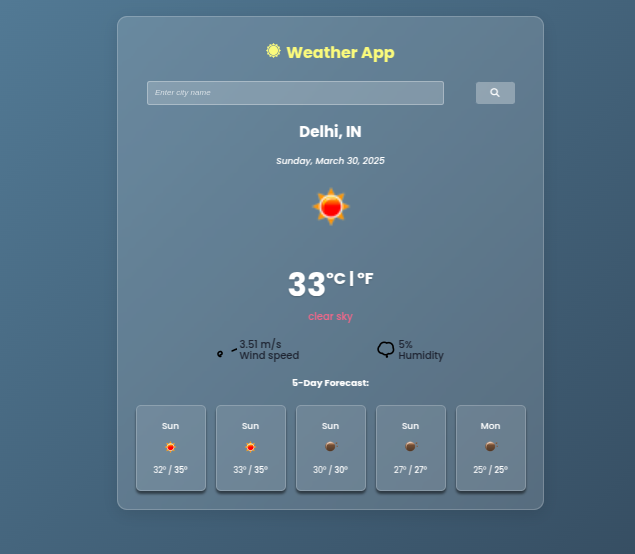 Weather App
Enter city name
Delhi, IN
Sunday, March 30, 2025
33°C | °F
clear sky
3.51 m/s
Wind speed
5%
Humidity
5-Day Forecast:
Sun
32° / 35°
Sun
33° / 35°
Sun
30° / 30°
Sun
27° / 27°
Mon
25° / 25°